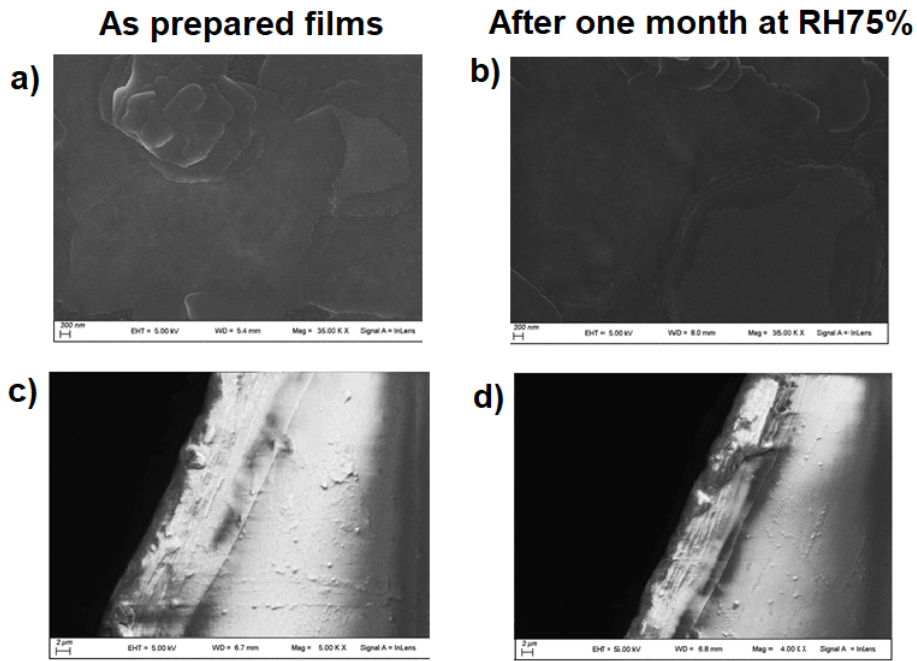 As prepared films
After one month at RH75%
a)
b)
200 nm
EHT = 5.00 kV
WD = 5.4 mm
Mag = 35.00 K X
Signal A = InLens
200 nm
EHT = 5.00 kV
WD = 8.0 mm
Mag = 35.00 K X
Signal A = InLens
c)
d)
2 µm
EHT = 5.00 kV
WD = 6.7 mm
Mag = 5.00 K X
Signal A = InLens
2 µm
WD = 6.8 mm
Mag = 4.00 K X
Signal A = InLens